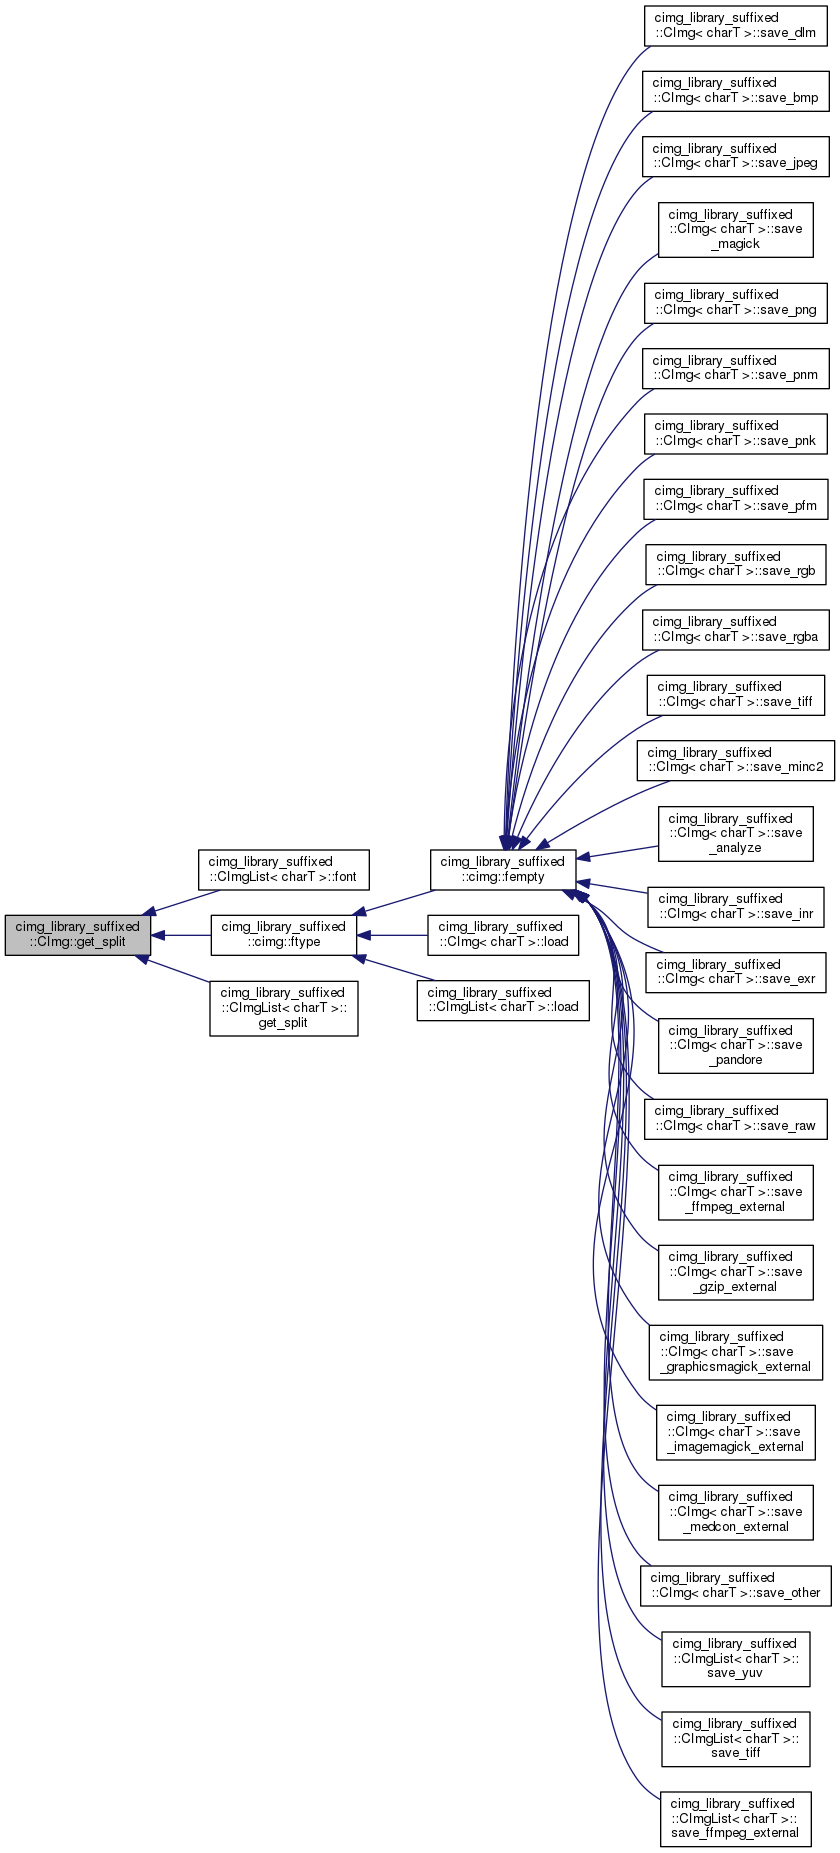 cimg_library_suffixed
::CImg::get_split
cimg_library_suffixed
::CImgList< charT >::font
cimg_library_suffixed
::cimg::ftype
cimg_library_suffixed
::CImgList< charT >::
get_split
cimg_library_suffixed
::cimg::fempty
cimg_library_suffixed
::CImg< charT >::load
cimg_library_suffixed
::CImgList< charT >::load
cimg_library_suffixed
::CImg< charT >::save_dlm
cimg_library_suffixed
::CImg< charT >::save_bmp
cimg_library_suffixed
::CImg< charT >::save_jpeg
cimg_library_suffixed
::CImg< charT >::save
_magick
cimg_library_suffixed
::CImg< charT >::save_png
cimg_library_suffixed
::CImg< charT >::save_pnm
cimg_library_suffixed
::CImg< charT >::save_pnk
cimg_library_suffixed
::CImg< charT >::save_pfm
cimg_library_suffixed
::CImg< charT >::save_rgb
cimg_library_suffixed
::CImg< charT >::save_rgba
cimg_library_suffixed
::CImg< charT >::save_tiff
cimg_library_suffixed
::CImg< charT >::save_minc2
cimg_library_suffixed
::CImg< charT >::save
_analyze
cimg_library_suffixed
::CImg< charT >::save_inr
cimg_library_suffixed
::CImg< charT >::save_exr
cimg_library_suffixed
::CImg< charT >::save
_pandore
cimg_library_suffixed
::CImg< charT >::save_raw
cimg_library_suffixed
::CImg< charT >::save
_ffmpeg_external
cimg_library_suffixed
::CImg< charT >::save
_gzip_external
cimg_library_suffixed
::CImg< charT >::save
_graphicsmagick_external
cimg_library_suffixed
::CImg< charT >::save
_imagemagick_external
cimg_library_suffixed
::CImg< charT >::save
_medcon_external
cimg_library_suffixed
::CImg< charT >::save_other
cimg_library_suffixed
::CImgList< charT >::
save_yuv
cimg_library_suffixed
::CImgList< charT >::
save_tiff
cimg_library_suffixed
::CImgList< charT >::
save_ffmpeg_external